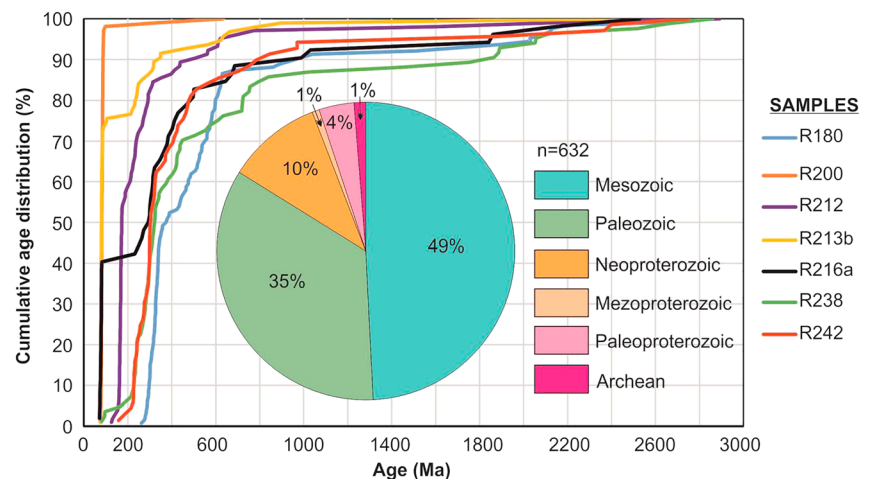 100
90
80
70
60
50
40
30
20
10
0
Cumulative age distribution (%)
0 200 600 1000 1400 1800 2200 2600 3000
Age (Ma)
1% 1%
4%
10%
49%
35%
n=632
Mesozoic
Paleozoic
Neoproterozoic
Mezoproterozoic
Paleoproterozoic
Archean
SAMPLES
R180
R200
R212
R213b
R216a
R238
R242